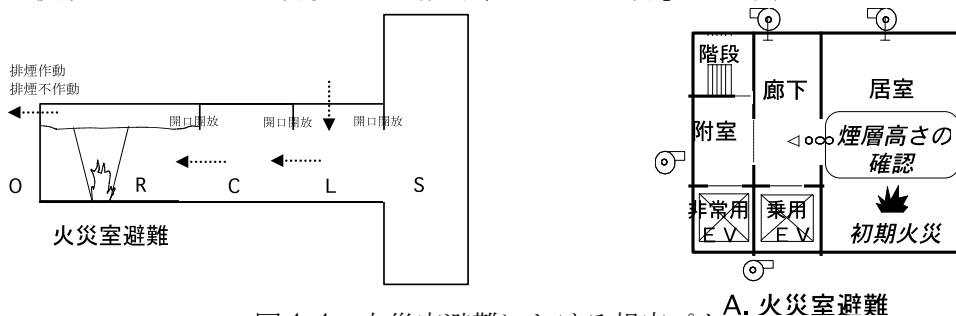 排煙作動
排煙不作動
開口開放
開口開放
開口開放
O
R
C
L
S
火災室避難
階段
廊下
居室
附室
煙層高さの
確認
非常用
EV
乗用
EV
初期火災
A. 火災室避難